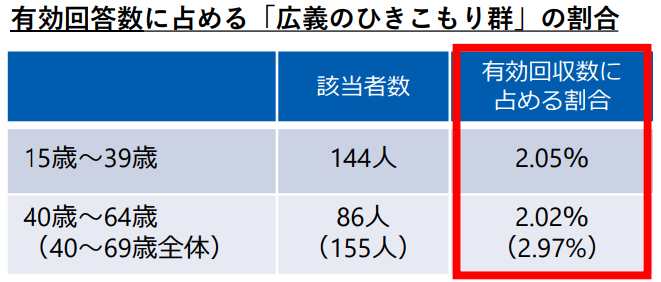 有効回答数に占める「広義のひきこもり群」の割合
該当者数
有効回収数に
占める割合
15歳～39歳
144人
2.05%
40歳～64歳
86人
2.02%
（40～69歳全体）
（155人）
（2.97%）